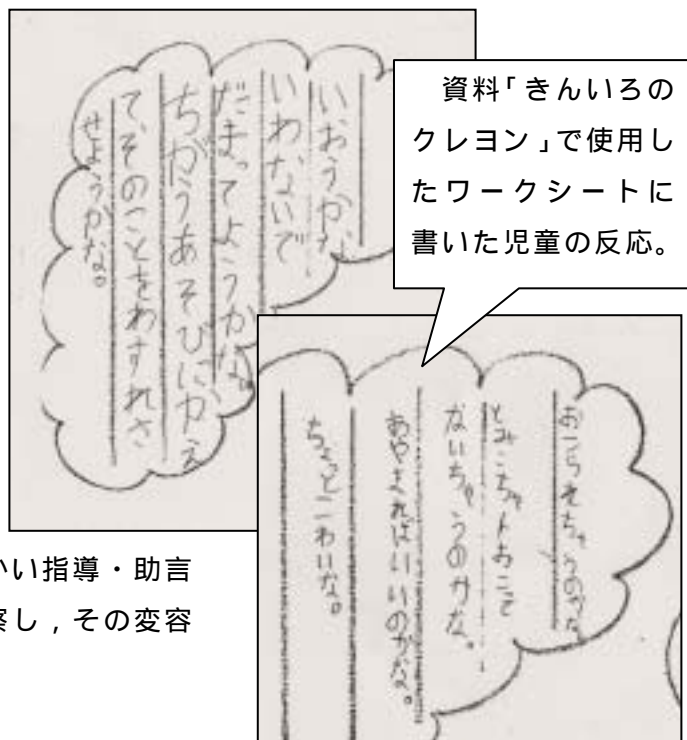 いおうかな
いわないで
だまってようかな。
ちがうあそびにかえ
て、そのことをわすれさ
せようかな。
資料「きんいろの
クレヨン」で使用し
たワークシートに
書いた児童の反応。
おこられちゃうのかな
とみこちゃんおこて
ないちゃうのかな。
あやまればいいのかな。
ちょっとこわいな。
かい指導・助言
察し，その変容